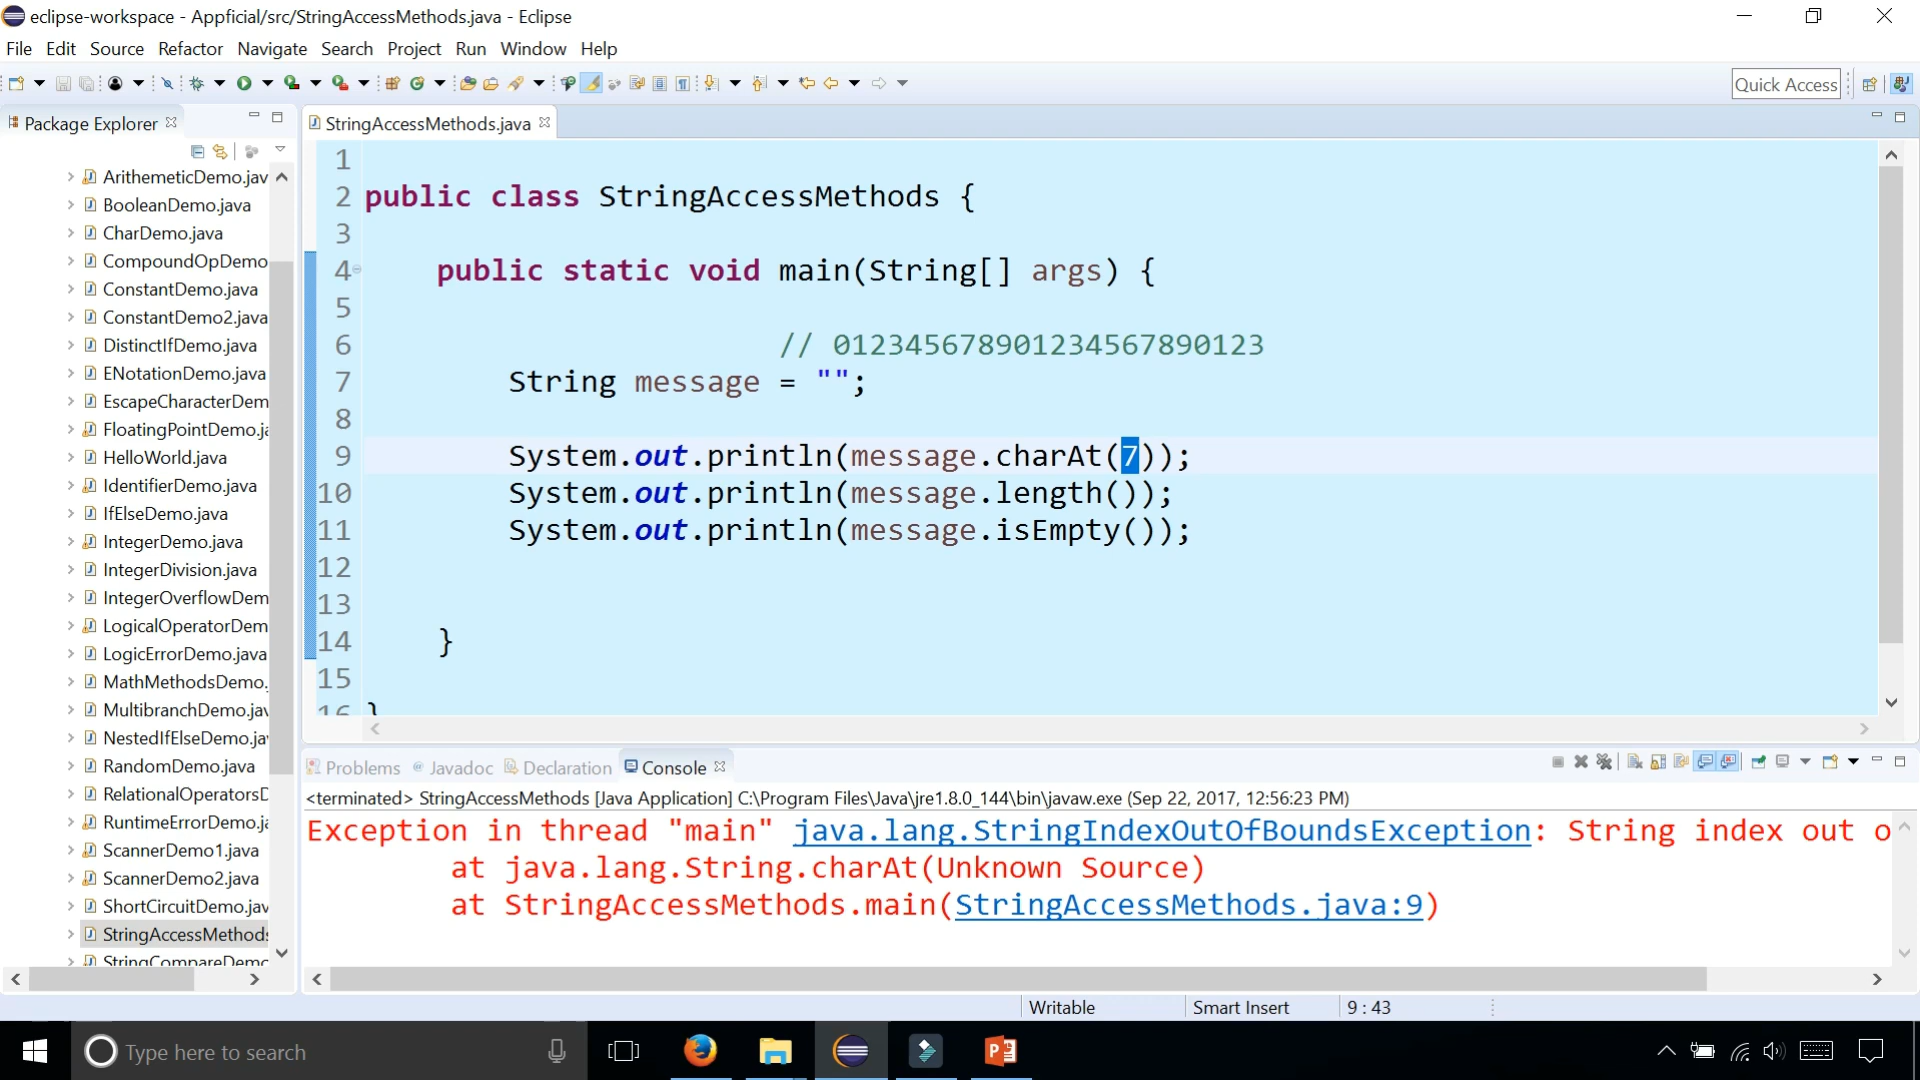 eclipse-workspace - Appficial/src/StringAccessMethods.java - Eclipse
File Edit Source Refactor Navigate Search Project Run Window Help
Quick Access
Package Explorer
ArithemeticDemo.jav
BooleanDemo.java
CharDemo.java
CompoundOpDemo
ConstantDemo.java
ConstantDemo2.java
DistinctIfDemo.java
ENotationDemo.java
EscapeCharacterDem
FloatingPointDemo.ja
HelloWorld.java
IdentifierDemo.java
IfElseDemo.java
IntegerDemo.java
IntegerDivision.java
IntegerOverflowDem
LogicalOperatorDem
LogicErrorDemo.java
MathMethodsDemo.
MultibranchDemo.jav
NestedIfElseDemo.ja
RandomDemo.java
RelationalOperatorsD
RuntimeErrorDemo.ja
ScannerDemo1.java
ScannerDemo2.java
ShortCircuitDemo.jav
StringAccessMethods
StringCompareDemo
StringAccessMethods.java
1
2 public class StringAccessMethods {
3
4 public static void main(String[] args) {
5
6 // 012345678901234567890123
7 String message = "";
8
9 System.out.println(message.charAt(7));
10 System.out.println(message.length());
11 System.out.println(message.isEmpty());
12
13
14 }
15
16 }
Problems Javadoc Declaration Console
<terminated> StringAccessMethods [Java Application] C:\Program Files\Java\jre1.8.0_144\bin\javaw.exe (Sep 22, 2017, 12:56:23 PM)
Exception in thread "main" java.lang.StringIndexOutOfBoundsException: String index out o
at java.lang.String.charAt(Unknown Source)
at StringAccessMethods.main(StringAccessMethods.java:9)
Writable Smart Insert 9 : 43
Type here to search